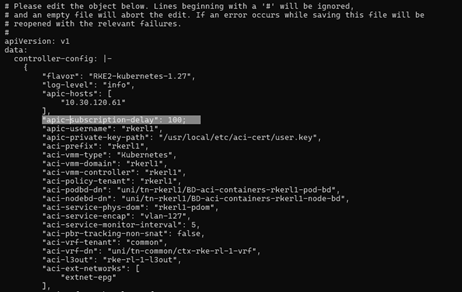 # Please edit the object below. Lines beginning with a '#' will be ignored,
# and an empty file will abort the edit. If an error occurs while saving this file will be
# reopened with the relevant failures.
#
apiVersion: v1
data:
  controller-config: |-
    {
        "flavor": "RKE2-kubernetes-1.27",
        "log-level": "info",
        "apic-hosts": [
            "10.30.120.61"
        ],
        "apic-subscription-delay": 100;
        "apic-username": "rkerl1",
        "apic-private-key-path": "/usr/local/etc/aci-cert/user.key",
        "aci-prefix": "rkerl1",
        "aci-vmm-type": "Kubernetes",
        "aci-vmm-domain": "rkerl1",
        "aci-vmm-controller": "rkerl1",
        "aci-policy-tenant": "rkerl1",
        "aci-podbd-dn": "uni/tn-rkerl1/BD-aci-containers-rkerl1-pod-bd",
        "aci-nodebd-dn": "uni/tn-rkerl1/BD-aci-containers-rkerl1-node-bd",
        "aci-service-phys-dom": "rkerl1-pdom",
        "aci-service-encap": "vlan-127",
        "aci-service-monitor-interval": 5,
        "aci-pbr-tracking-non-snat": false,
        "aci-vrf-tenant": "common",
        "aci-vrf-dn": "uni/tn-common/ctx-rke-rl-1-vrf",
        "aci-l3out": "rke-rl-1-l3out",
        "aci-ext-networks": [
            "extnet-epg"
        ],